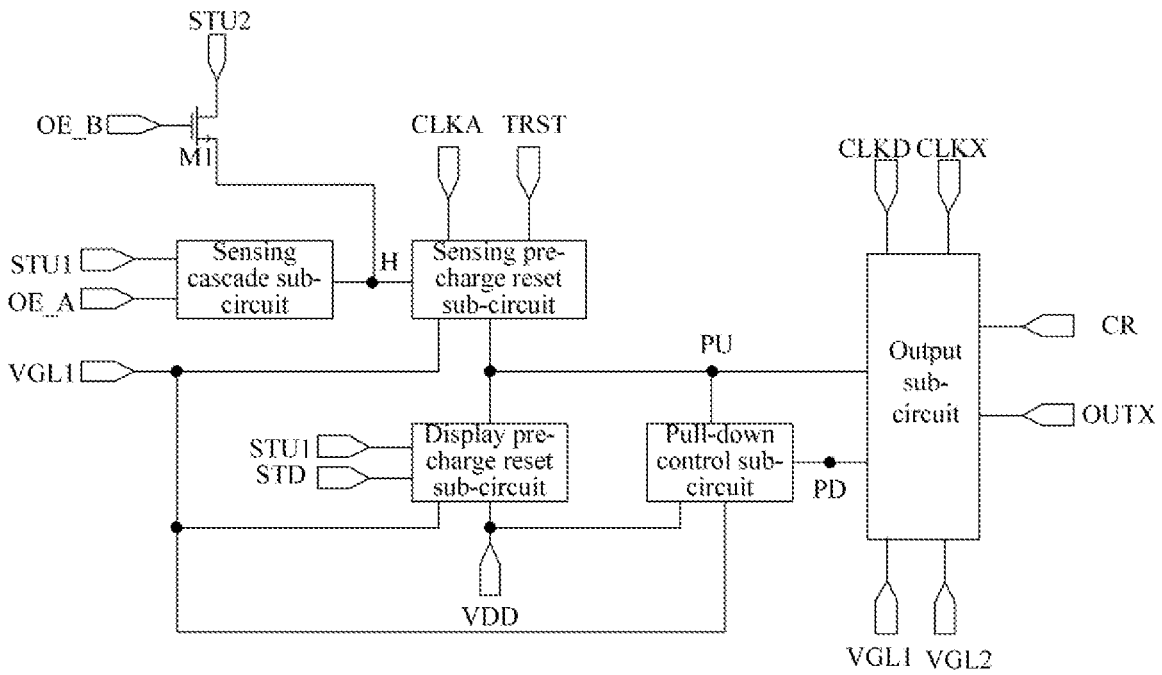 STU2
OE_B
M1
CLKA
TRST
CLKD
CLKX
STU1
OE_A
Sensing
cascade sub-
circuit
H
Sensing pre-
charge reset
sub-circuit
VGL1
PU
Output
sub-
circuit
CR
OUTX
STU1
STD
Display pre-
charge reset
sub-circuit
Pull-down
control sub-
circuit
PD
VDD
VGL1
VGL2